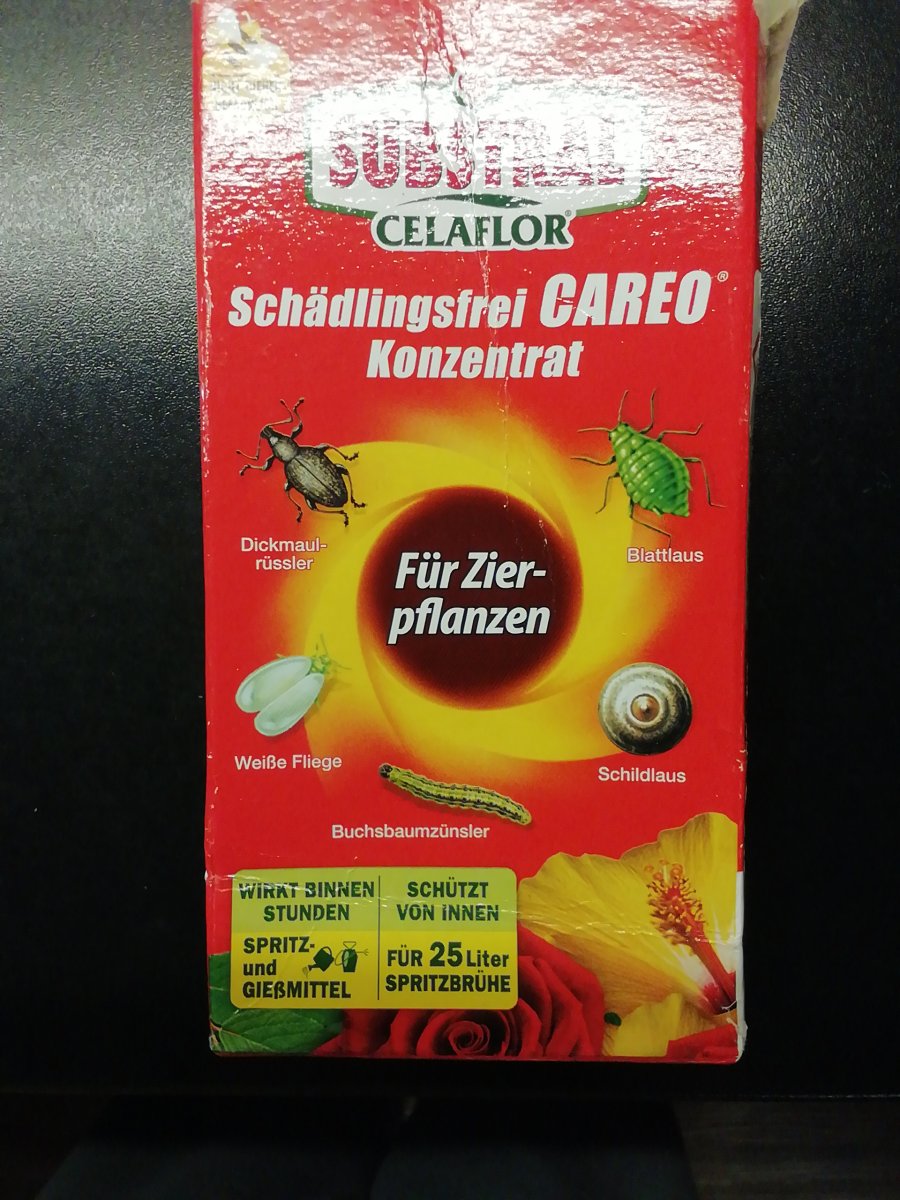 SUBSTRAL
CELAFLOR®
Schädlingsfrei CAREO®
Konzentrat
Dickmaul-
rüssler
Blattlaus
Für Zier-
pflanzen
Weiße Fliege
Schildlaus
Buchsbaumzünsler
WIRKT BINNEN
STUNDEN
SCHÜTZT
VON INNEN
SPRITZ-
und
GIEßMITTEL
FÜR 25 Liter
SPRITZBRÜHE